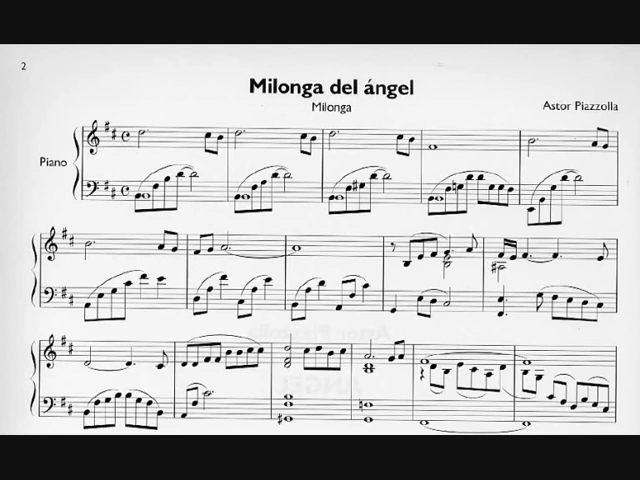 2
Milonga del ángel
Milonga
Astor Piazzolla
Piano